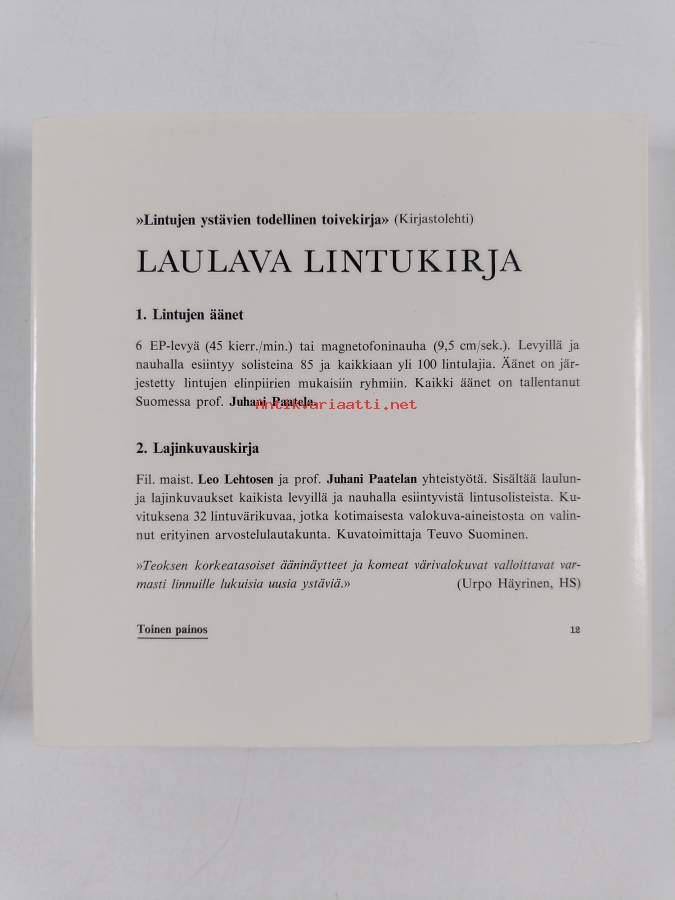 »Lintujen ystävien todellinen toivekirja» (Kirjastolehti)
LAULAVA LINTUKIRJA
1. Lintujen äänet
6 EP-levyä (45 kierr./min.) tai magnetofoninauha (9,5 cm/sek.). Levyillä ja
nauhalla esiintyy solisteina 85 ja kaikkiaan yli 100 lintulajia. Äänet on jär-
jestetty lintujen elinpiirien mukaisiin ryhmiin. Kaikki äänet on tallentanut
Suomessa prof. Juhani Paatela.
Antikvariaatti.net
2. Lajinkuvauskirja
Fil. maist. Leo Lehtosen ja prof. Juhani Paatelan yhteistyötä. Sisältää laulun-
ja lajinkuvaukset kaikista levyillä ja nauhalla esiintyvistä lintusolisteista. Ku-
vituksena 32 lintuvärikuvaa, jotka kotimaisesta valokuva-aineistosta on valin-
nut erityinen arvostelulautakunta. Kuvatoimittaja Teuvo Suominen.
»Teoksen korkeatasoiset ääninäytteet ja komeat värivalokuvat valloittavat var-
masti linnuille lukuisia uusia ystäviä.» (Urpo Häyrinen, HS)
Toinen painos 12